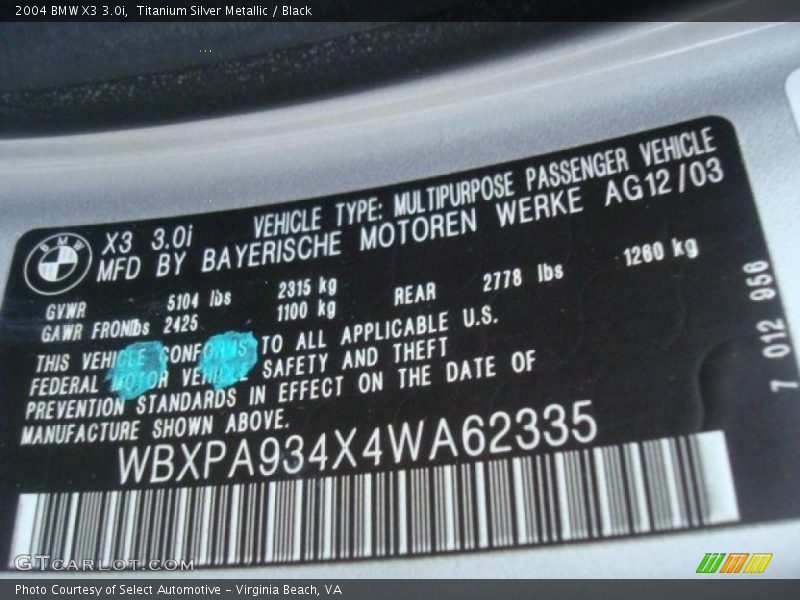 2004 BMW X3 3.0i, Titanium Silver Metallic / Black
BMW
X3 3.0i VEHICLE TYPE: MULTIPURPOSE PASSENGER VEHICLE
MFD BY BAYERISCHE MOTOREN WERKE AG 12/03
GVWR 5104 lbs 2315 kg
GAWR FRONT lbs 2425 1100 kg REAR 2778 lbs 1260 kg
THIS VEHICLE CONFORMS TO ALL APPLICABLE U.S.
FEDERAL MOTOR VEHICLE SAFETY AND THEFT
PREVENTION STANDARDS IN EFFECT ON THE DATE OF
MANUFACTURE SHOWN ABOVE.
WBXPA934X4WA62335
7 012 956
GTCARLOT.COM
Photo Courtesy of Select Automotive - Virginia Beach, VA